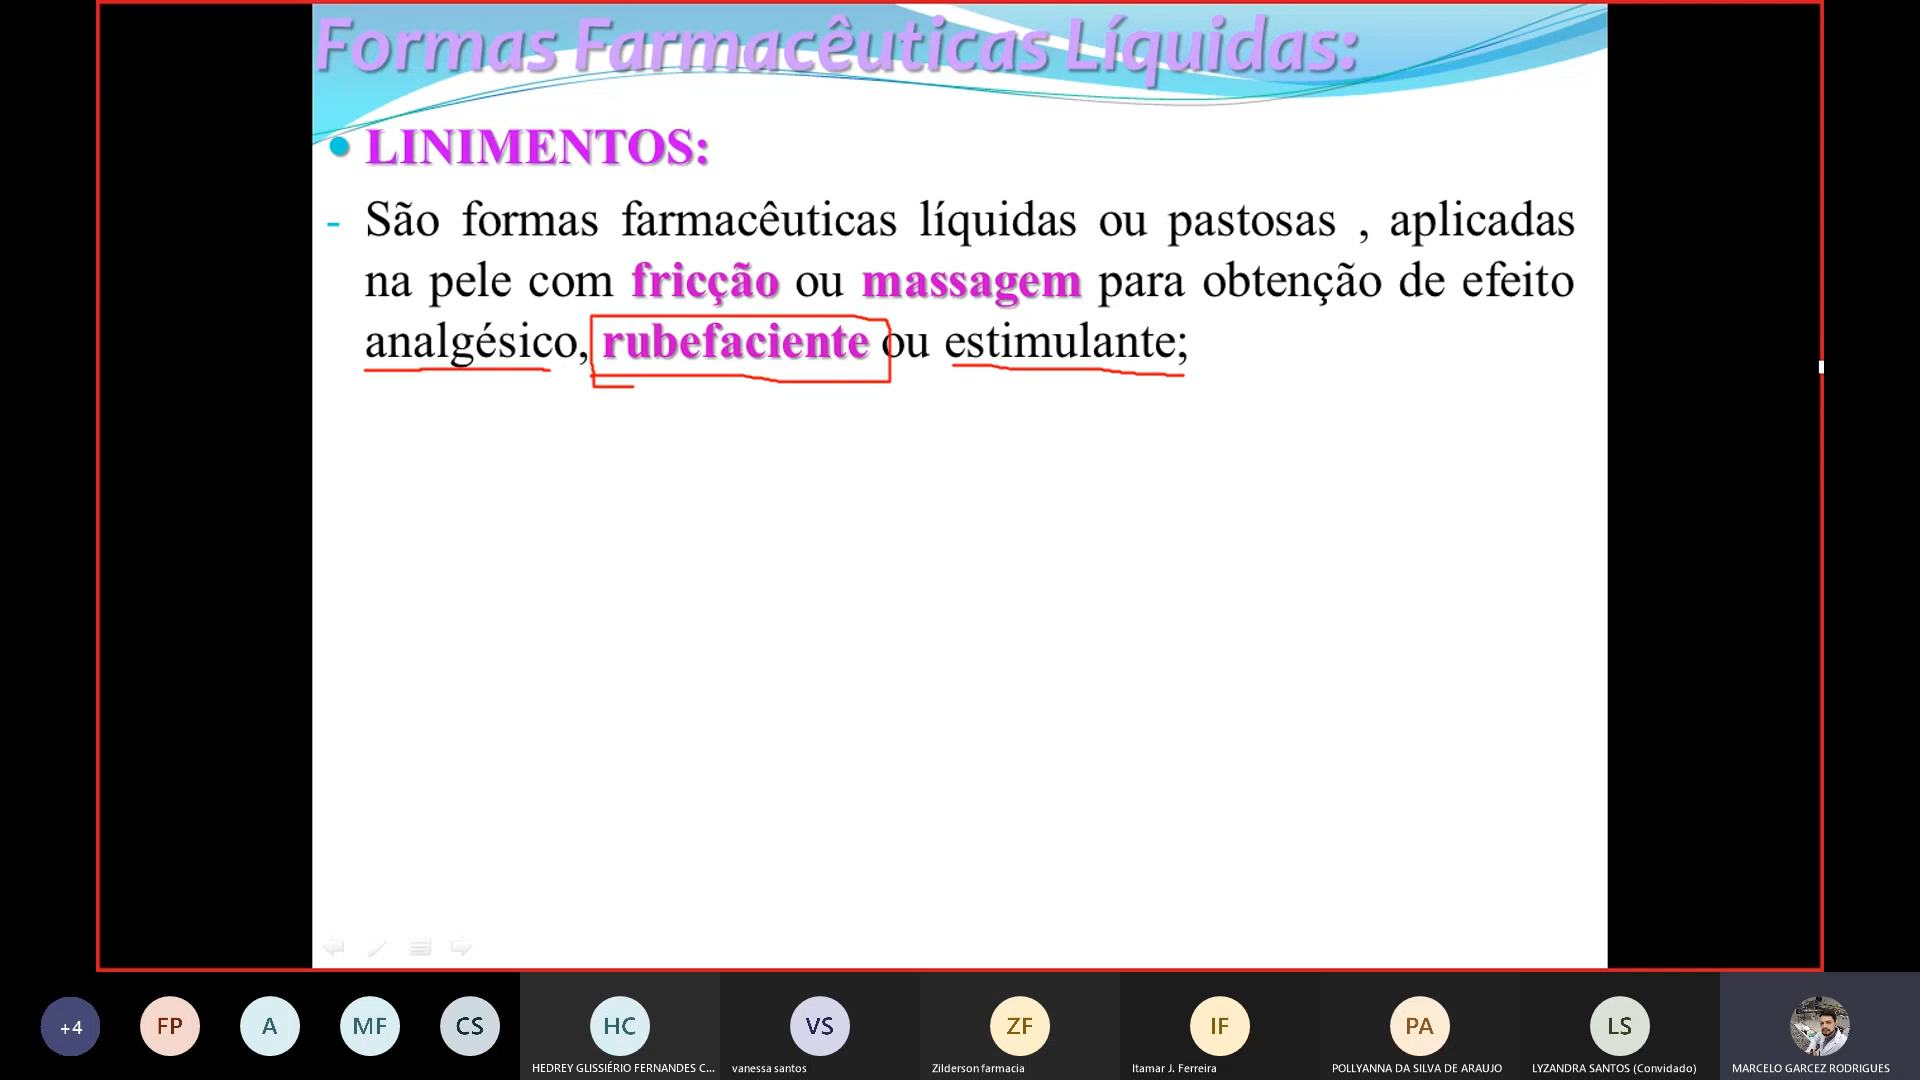 Formas Farmacêuticas Líquidas:
• LINIMENTOS:
- São formas farmacêuticas líquidas ou pastosas , aplicadas
na pele com fricção ou massagem para obtenção de efeito
analgésico, rubefaciente ou estimulante;
+4 FP A MF CS HC VS ZF IF PA LS
HEDREY GLISSIÉRIO FERNANDES C... vanessa santos Zilderson farmacia Itamar J. Ferreira POLLYANNA DA SILVA DE ARAUJO LYZANDRA SANTOS (Convidado) MARCELO GARCEZ RODRIGUES